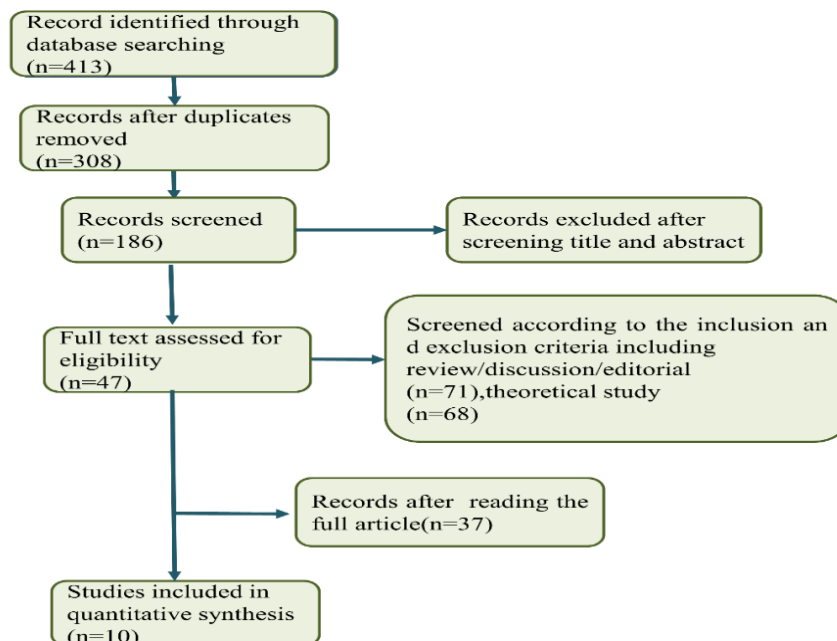 Record identified through
database searching
(n=413)
Records after duplicates
removed
(n=308)
Records screened
(n=186)
Records excluded after
screening title and abstract
Full text assessed for
eligibility
(n=47)
Screened according to the inclusion an
d exclusion criteria including
review/discussion/editorial
(n=71),theoretical study
(n=68)
Records after reading the
full article(n=37)
Studies included in
quantitative synthesis
(n=10)